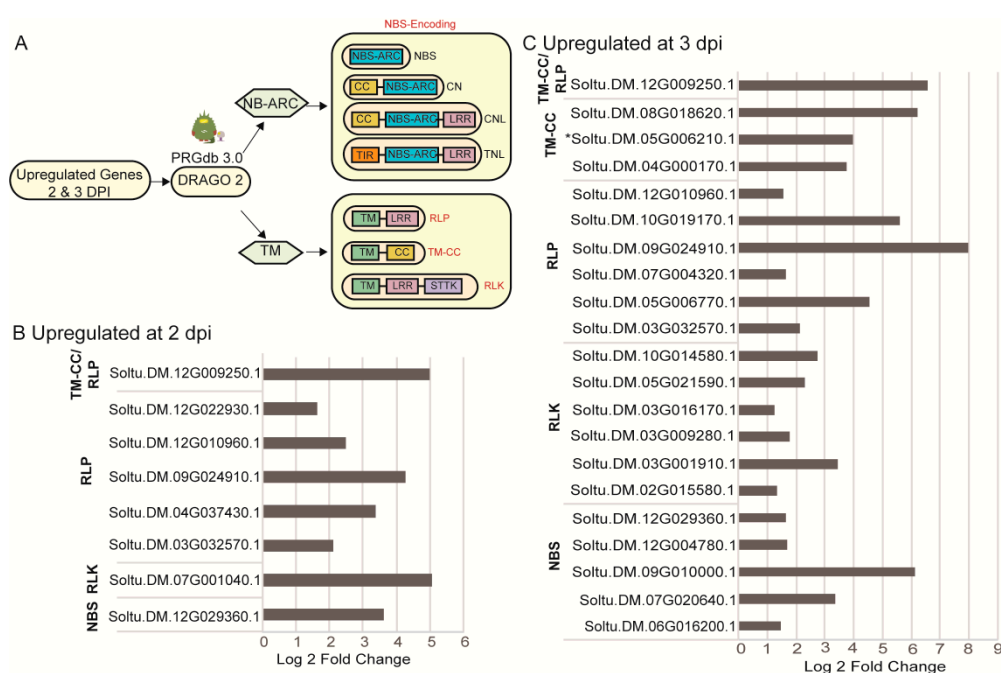 A
NBS-Encoding
NBS-ARC NBS
CC NBS-ARC CN
CC NBS-ARC LRR CNL
TIR NBS-ARC LRR TNL
NB-ARC
PRGdb 3.0
DRAGO 2
Upregulated Genes
2 & 3 DPI
TM
TM LRR RLP
TM CC TM-CC
TM LRR STTK RLK
B Upregulated at 2 dpi
TM-CC/
RLP
Soltu.DM.12G009250.1
RLP
Soltu.DM.12G022930.1
Soltu.DM.12G010960.1
Soltu.DM.09G024910.1
Soltu.DM.04G037430.1
Soltu.DM.03G032570.1
RLK
Soltu.DM.07G001040.1
NBS
Soltu.DM.12G029360.1
0 1 2 3 4 5 6
Log 2 Fold Change
C Upregulated at 3 dpi
TM-CC/
RLP
Soltu.DM.12G009250.1
TM-CC
Soltu.DM.08G018620.1
*Soltu.DM.05G006210.1
Soltu.DM.04G000170.1
RLP
Soltu.DM.12G010960.1
Soltu.DM.10G019170.1
Soltu.DM.09G024910.1
Soltu.DM.07G004320.1
Soltu.DM.05G006770.1
Soltu.DM.03G032570.1
RLK
Soltu.DM.10G014580.1
Soltu.DM.05G021590.1
Soltu.DM.03G016170.1
Soltu.DM.03G009280.1
Soltu.DM.03G001910.1
Soltu.DM.02G015580.1
NBS
Soltu.DM.12G029360.1
Soltu.DM.12G004780.1
Soltu.DM.09G010000.1
Soltu.DM.07G020640.1
Soltu.DM.06G016200.1
0 1 2 3 4 5 6 7 8 9
Log 2 Fold Change